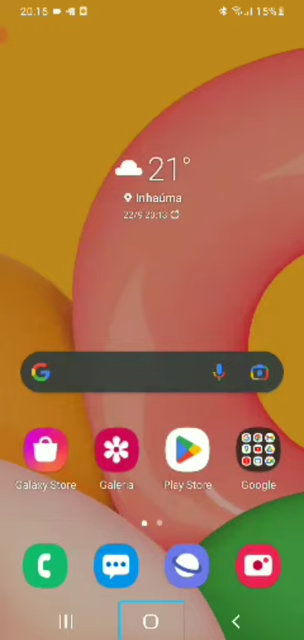 20:15
15%
21°
Inhaúma
22/9 20:13
Galaxy Store
Galeria
Play Store
Google